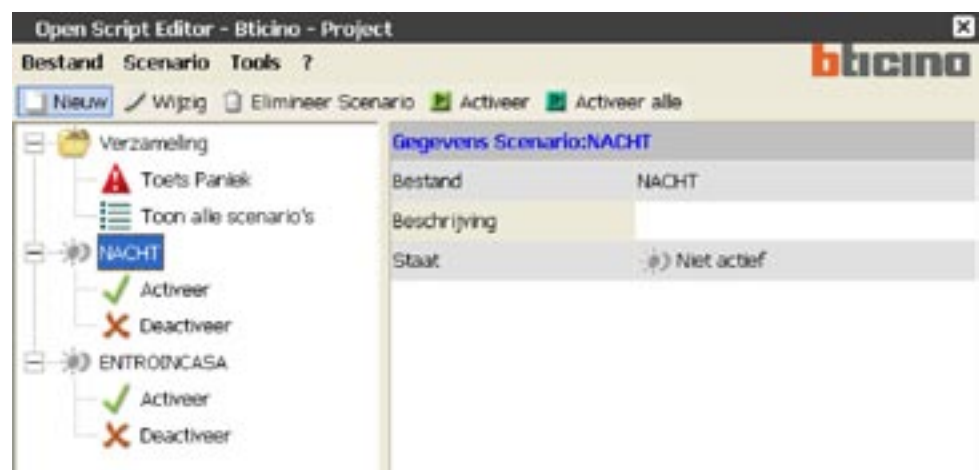 Open Script Editor - Bticino - Project
Bestand Scenario Tools ?
bticino
Nieuw Wijzig Elimineer Scenario Activeer Activeer alle
Verzameling
Toets Paniek
Toon alle scenario's
NACHT
Activeer
Deactiveer
ENTROINCASA
Activeer
Deactiveer
Gegevens Scenario:NACHT
Bestand NACHT
Beschrijving
Staat Niet actief